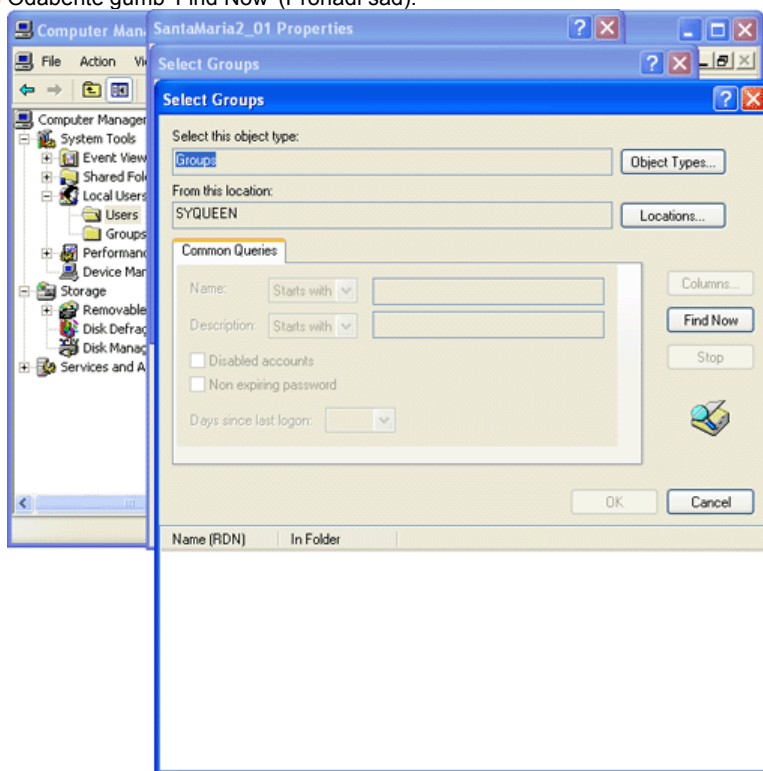 Odaberite gumb 'Find Now' (Pronađi sad).
Computer Man
SantaMaria2_01 Properties
File Action Vi
Select Groups
Select Groups
Computer Manager
System Tools
Event View
Shared Fol
Local Users
Users
Groups
Performanc
Device Mar
Storage
Removable
Disk Defrag
Disk Manag
Services and A
Select this object type:
Groups
Object Types...
From this location:
SYQUEEN
Locations...
Common Queries
Name: Starts with
Description: Starts with
Disabled accounts
Non expiring password
Days since last logon:
Columns...
Find Now
Stop
OK Cancel
Name (RDN) In Folder